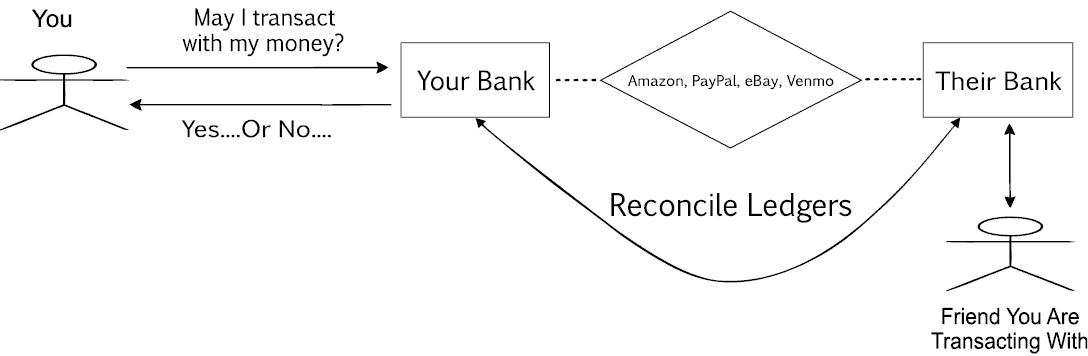 You
May I transact
with my money?
Yes....Or No....
Your Bank
Amazon, PayPal, eBay, Venmo
Their Bank
Reconcile Ledgers
Friend You Are
Transacting With